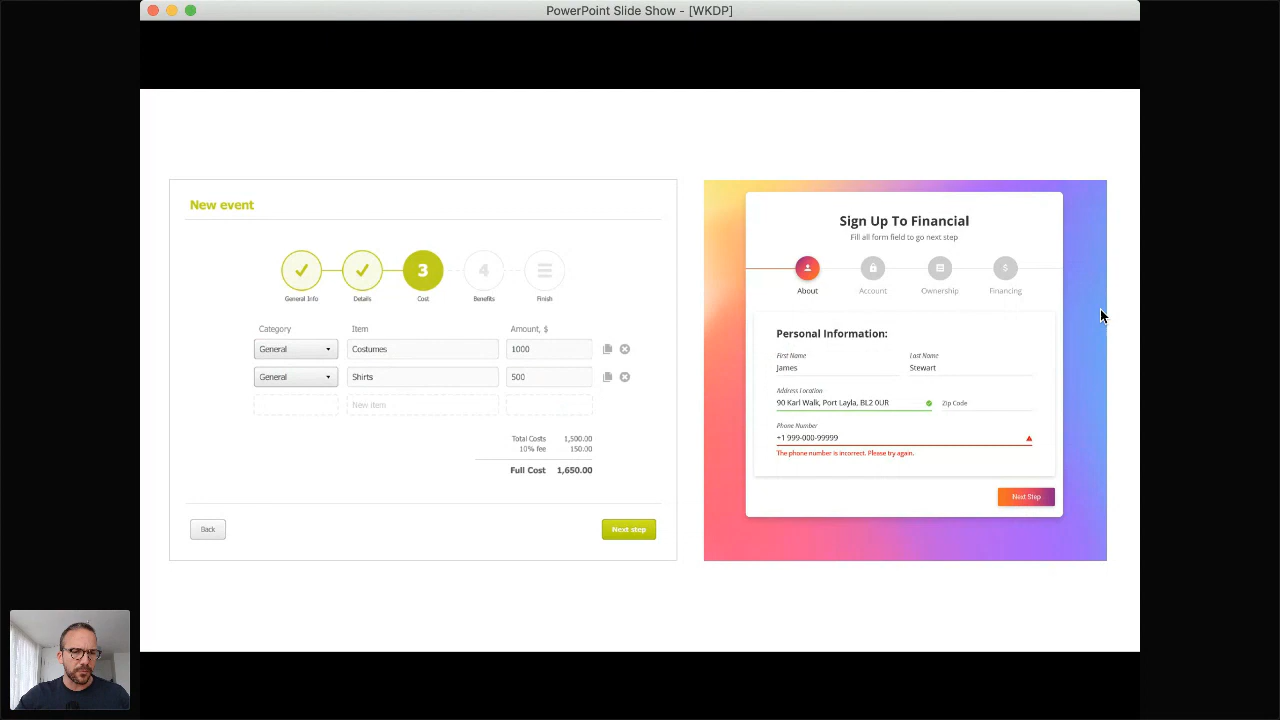 PowerPoint Slide Show - [WKDP]
New event
3
4
General Info
Details
Cost
Benefits
Finish
Category
Item
Amount, $
General
Costumes
1000
General
Shirts
500
New item
Total Costs 1,500.00
10% fee 150.00
Full Cost 1,650.00
Back
Next step
Sign Up To Financial
Fill all form field to go next step
$
About
Account
Ownership
Financing
Personal Information:
First Name
Last Name
James
Stewart
Address Location
90 Karl Walk, Port Layla, BL2 0UR
Zip Code
Phone Number
+1 999-000-99999
The phone number is incorrect. Please try again.
Next Step